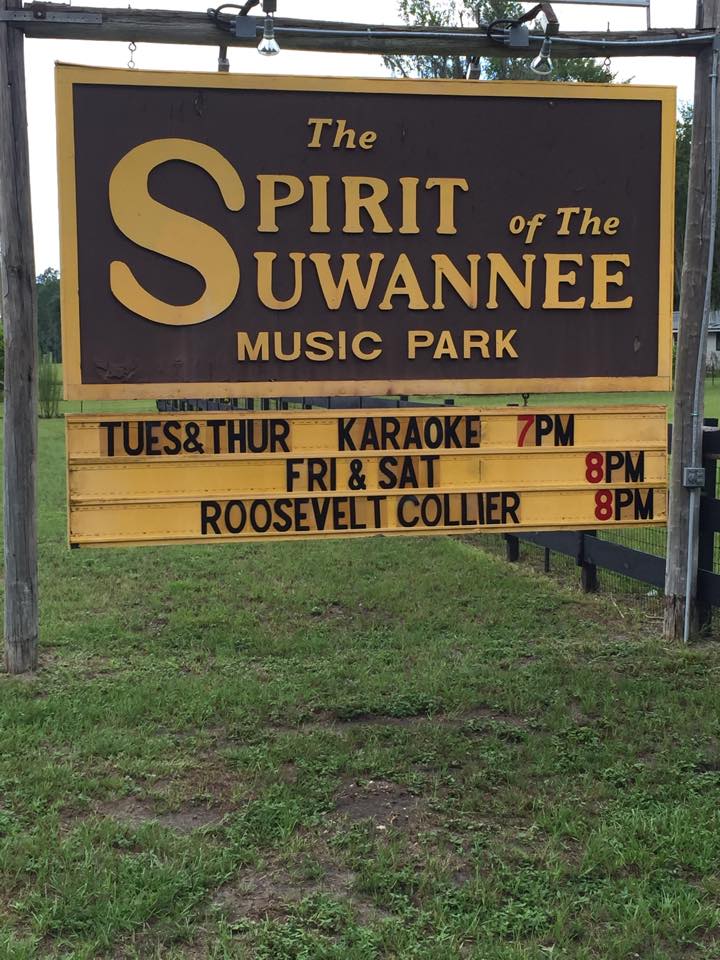 The
SPIRIT of The
SUWANNEE
MUSIC PARK
TUES&THUR KARAOKE 7PM
FRI & SAT 8PM
ROOSEVELT COLLIER 8PM